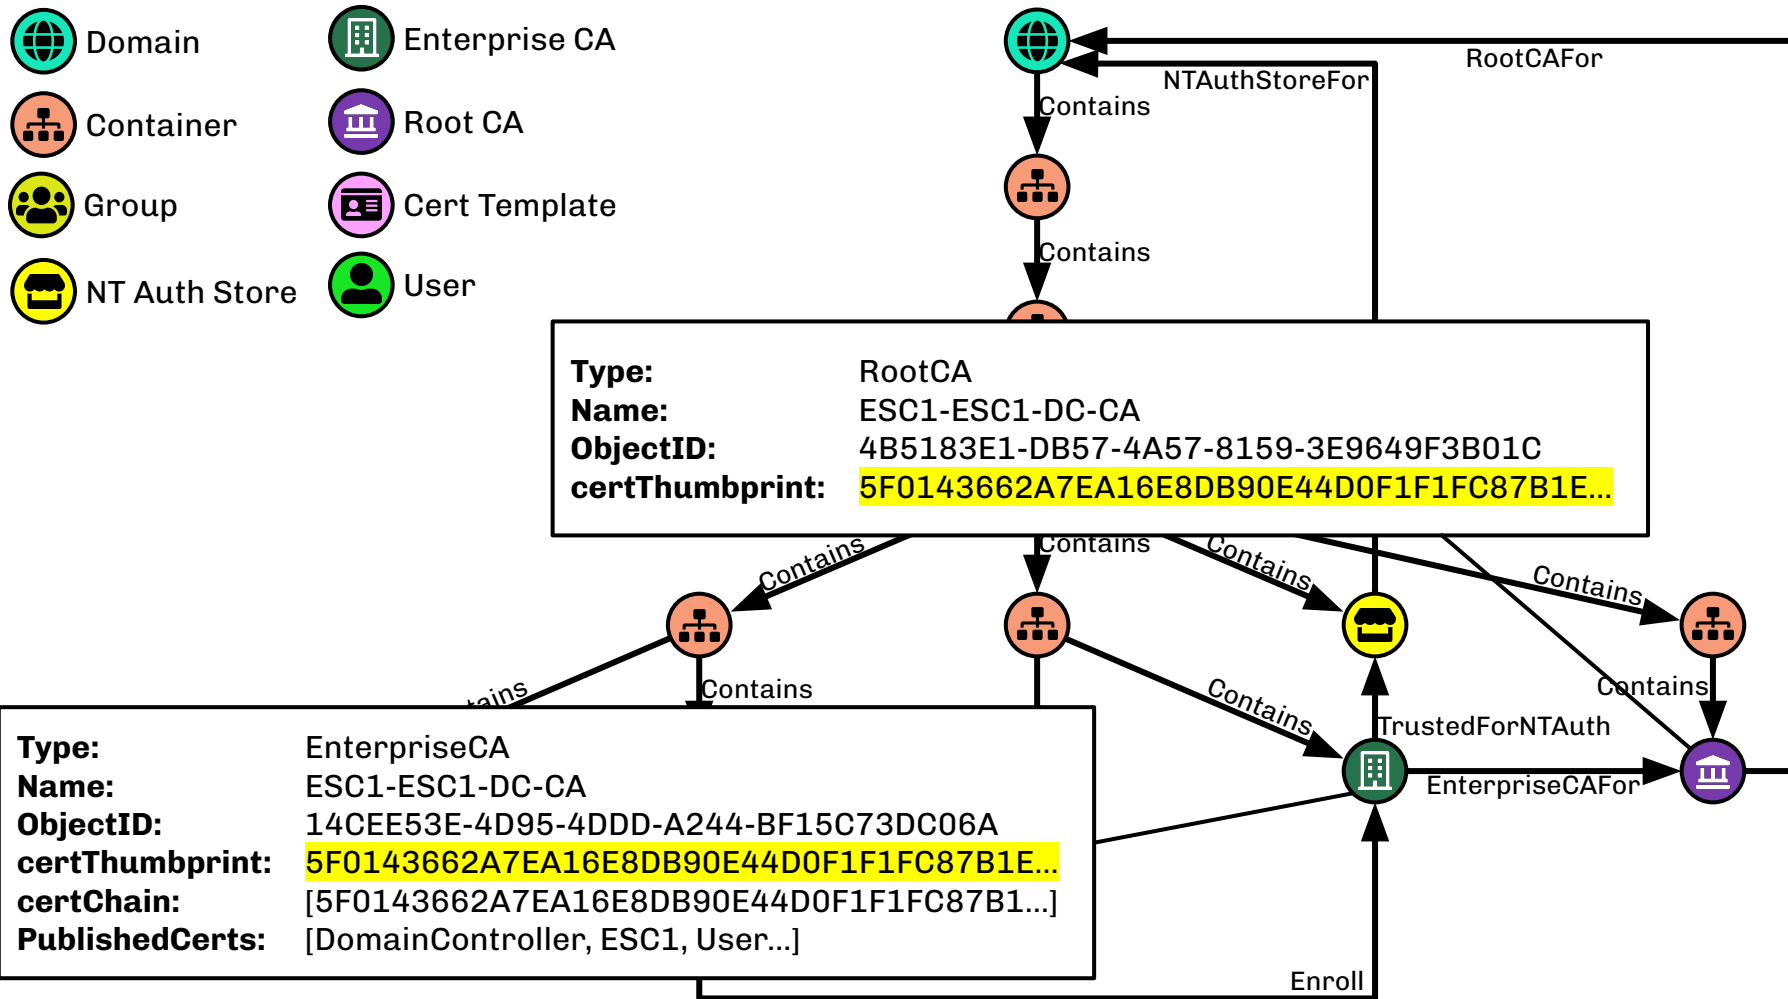 Domain
Enterprise CA
Container
Root CA
Group
Cert Template
NT Auth Store
User
RootCAFor
NTAuthStoreFor
Contains
Contains
Type: RootCA
Name: ESC1-ESC1-DC-CA
ObjectID: 4B5183E1-DB57-4A57-8159-3E9649F3B01C
certThumbprint: 5F0143662A7EA16E8DB90E44D0F1F1FC87B1E...
Contains
Contains
Contains
Contains
tains
Contains
Contains
Contains
TrustedForNTAuth
EnterpriseCAFor
Type: EnterpriseCA
Name: ESC1-ESC1-DC-CA
ObjectID: 14CEE53E-4D95-4DDD-A244-BF15C73DC06A
certThumbprint: 5F0143662A7EA16E8DB90E44D0F1F1FC87B1E...
certChain: [5F0143662A7EA16E8DB90E44D0F1F1FC87B1...]
PublishedCerts: [DomainController, ESC1, User...]
Enroll